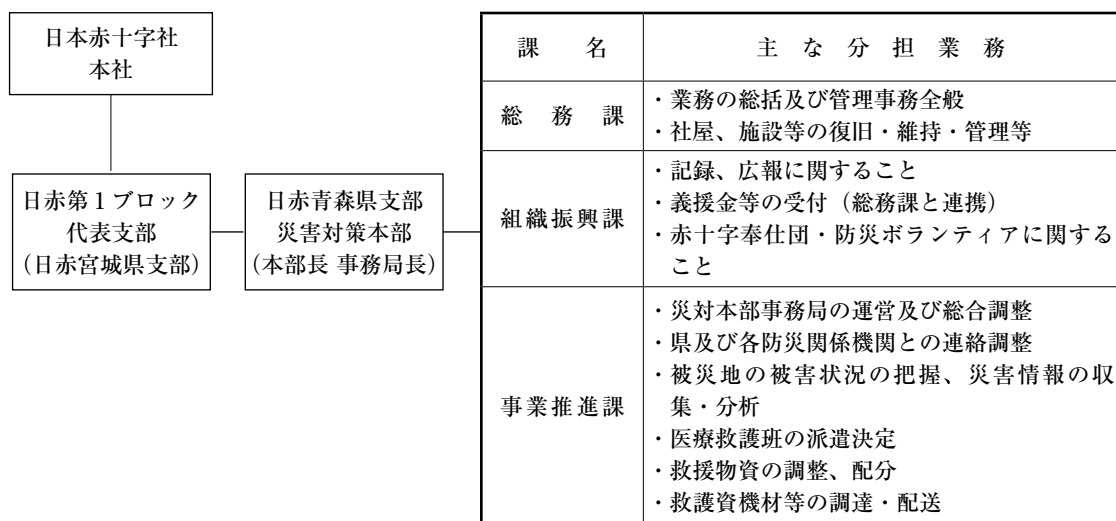 日本赤十字社
本社
日赤第1ブロック
代表支部
(日赤宮城県支部)
日赤青森県支部
災害対策本部
(本部長 事務局長)
課名
主な分担業務
総務課
・業務の総括及び管理事務全般
・社屋、施設等の復旧・維持・管理等
組織振興課
・記録、広報に関すること
・義援金等の受付（総務課と連携）
・赤十字奉仕団・防災ボランティアに関する
こと
事業推進課
・災対本部事務局の運営及び総合調整
・県及び各防災関係機関との連絡調整
・被災地の被害状況の把握、災害情報の収
集・分析
・医療救護班の派遣決定
・救援物資の調整、配分
・救護資機材等の調達・配送